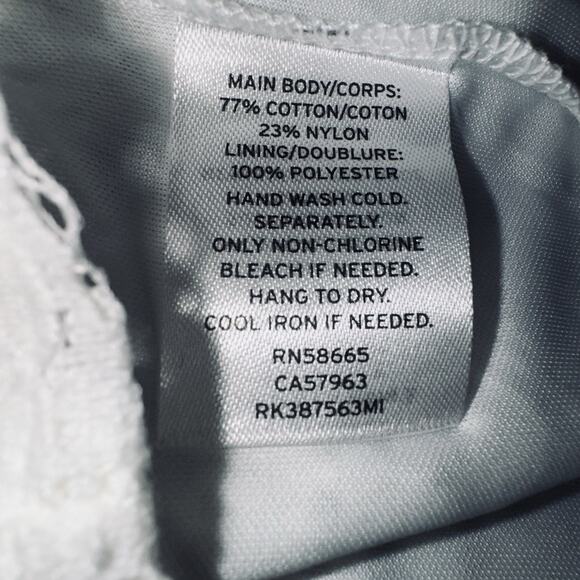 MAIN BODY/CORPS:
77% COTTON/COTON
23% NYLON
LINING/DOUBLURE:
100% POLYESTER
HAND WASH COLD.
SEPARATELY.
ONLY NON-CHLORINE
BLEACH IF NEEDED.
HANG TO DRY.
COOL IRON IF NEEDED.
RN58665
CA57963
RK387563MI